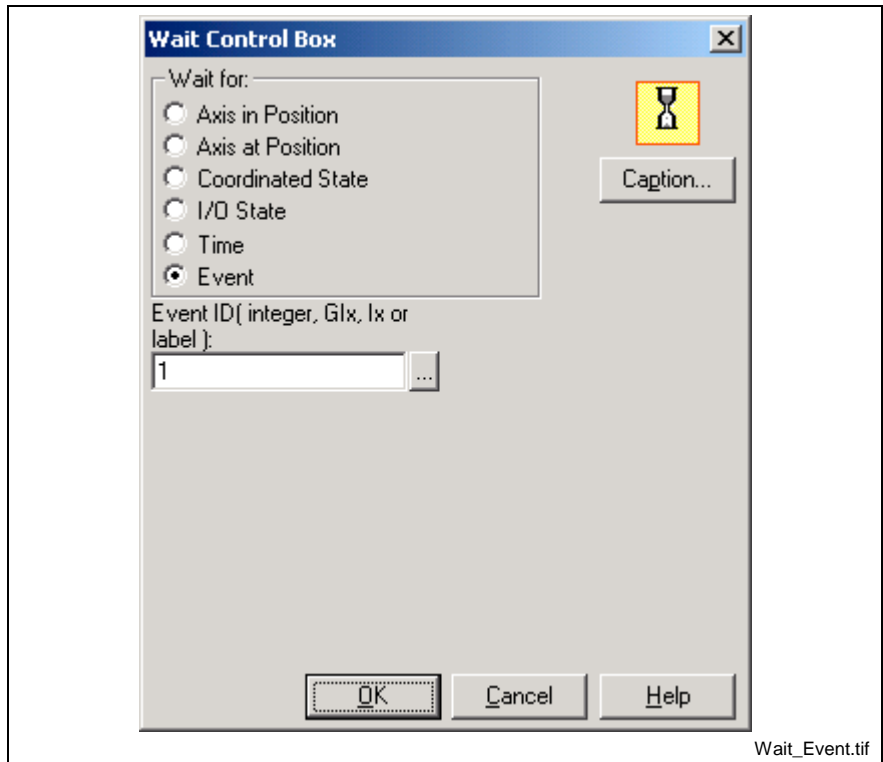 Wait Control Box
Wait for:
Axis in Position
Axis at Position
Coordinated State
I/O State
Time
Event
Caption...
Event ID( integer, GIx, Ix or
label ):
1
...
OK
Cancel
Help
Wait_Event.tif